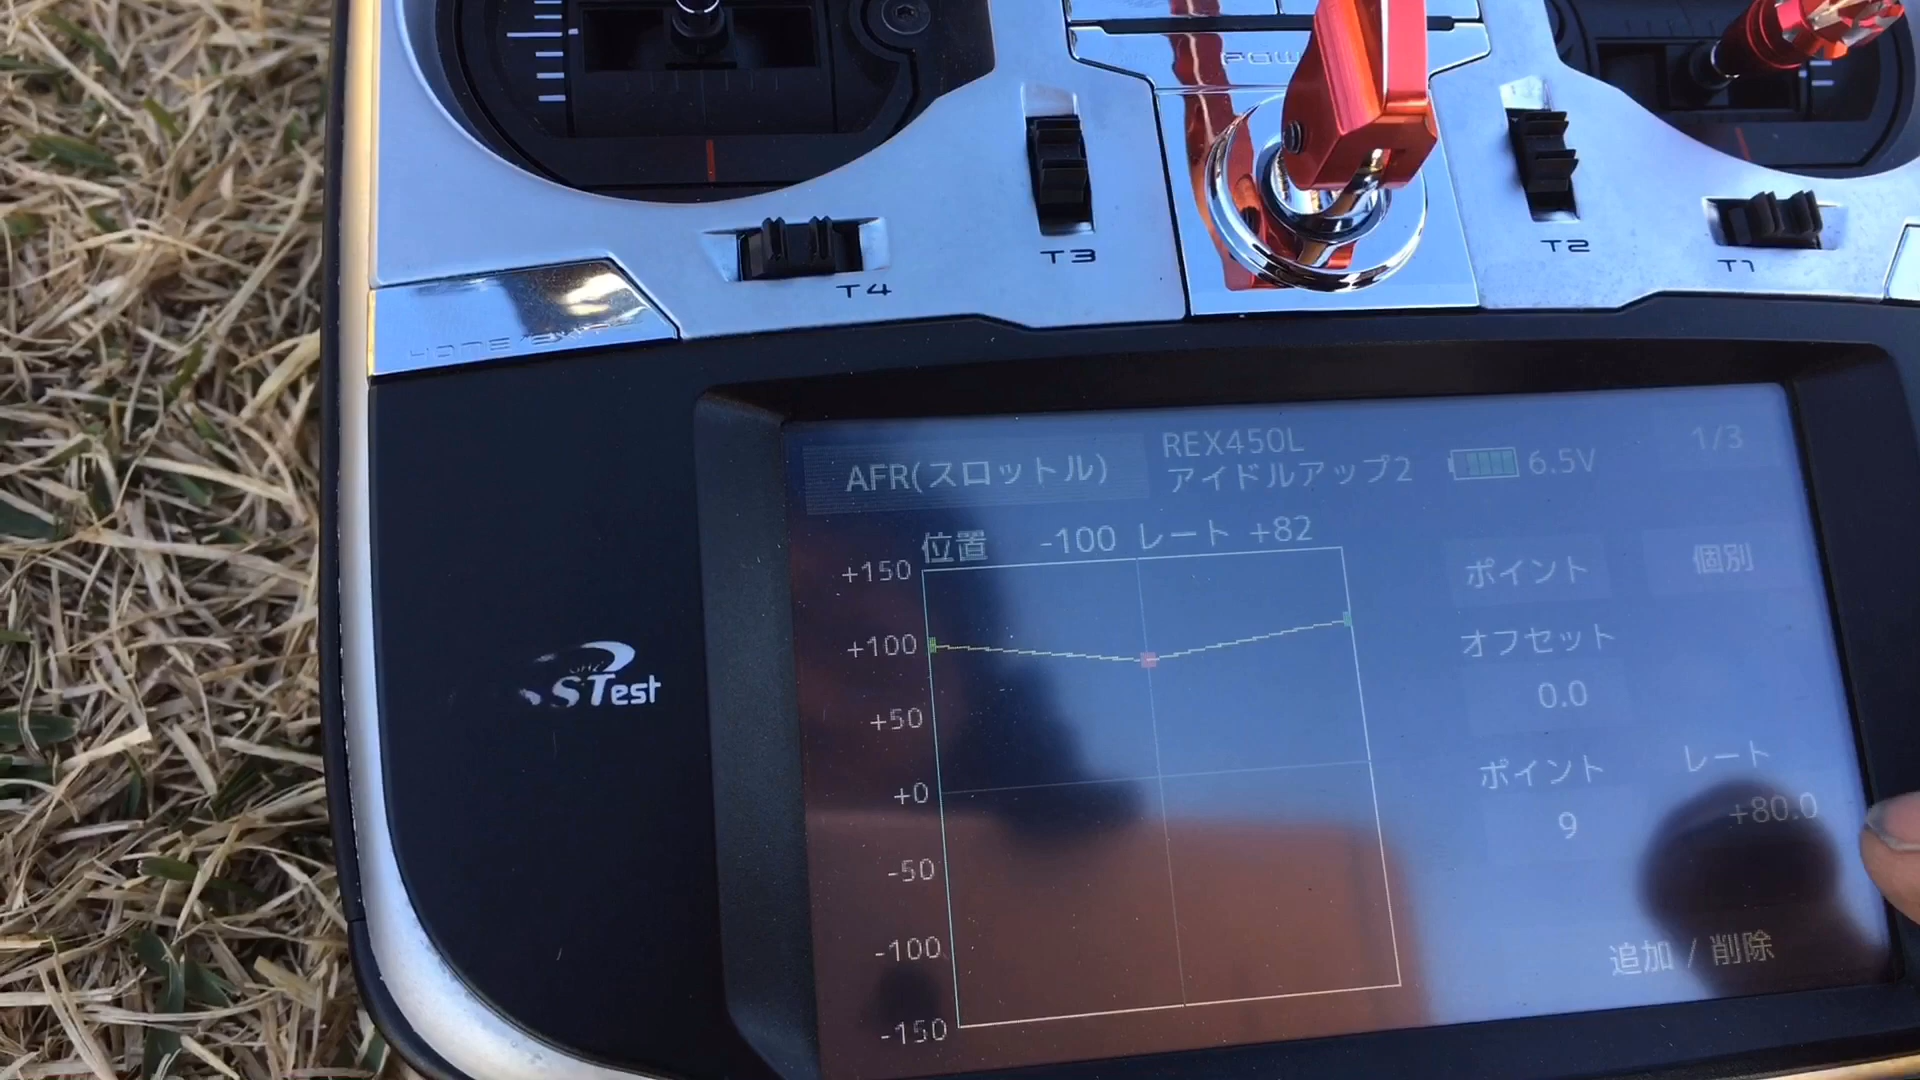 T4
T3
T2
T1
HOME/EXIT
STest
AFR(スロットル)
REX450L
アイドルアップ2
6.5V
1/3
位置 -100 レート +82
+150
+100
+50
+0
-50
-100
-150
ポイント 個別
オフセット
0.0
ポイント レート
9 +80.0
追加 / 削除